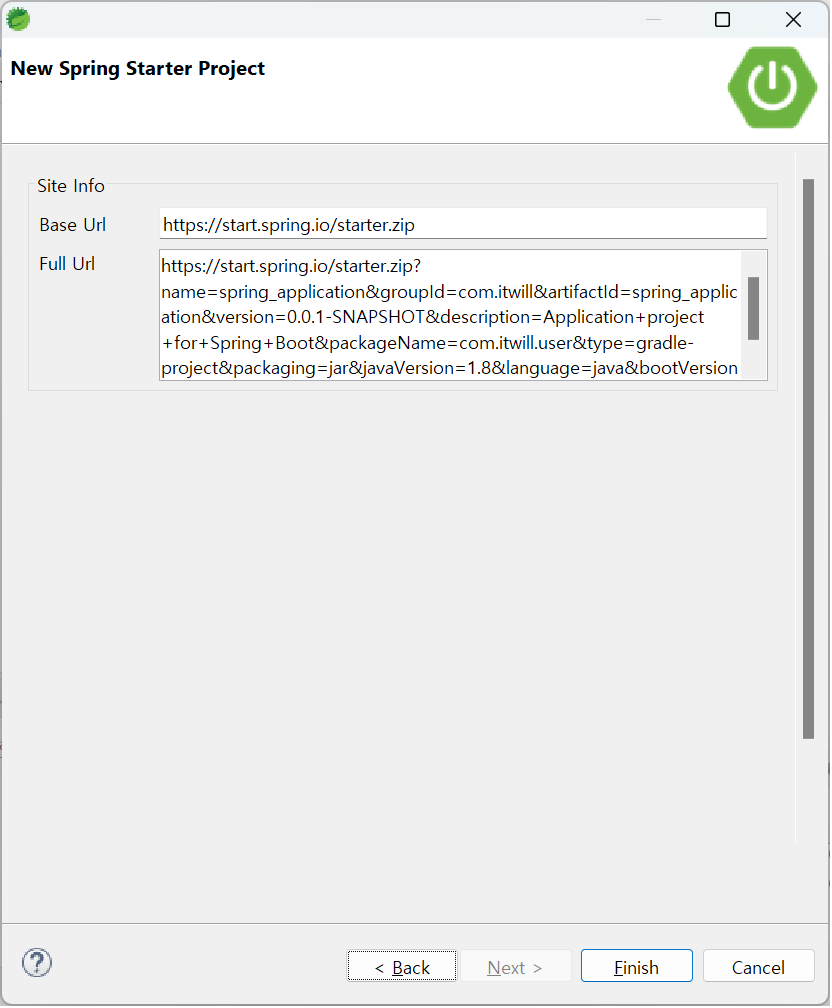 New Spring Starter Project
Site Info
Base Url
https://start.spring.io/starter.zip
Full Url
https://start.spring.io/starter.zip?
name=spring_application&groupId=com.itwill&artifactId=spring_applic
ation&version=0.0.1-SNAPSHOT&description=Application+project
+for+Spring+Boot&packageName=com.itwill.user&type=gradle-
project&packaging=jar&javaVersion=1.8&language=java&bootVersion
?
< Back
Next >
Finish
Cancel